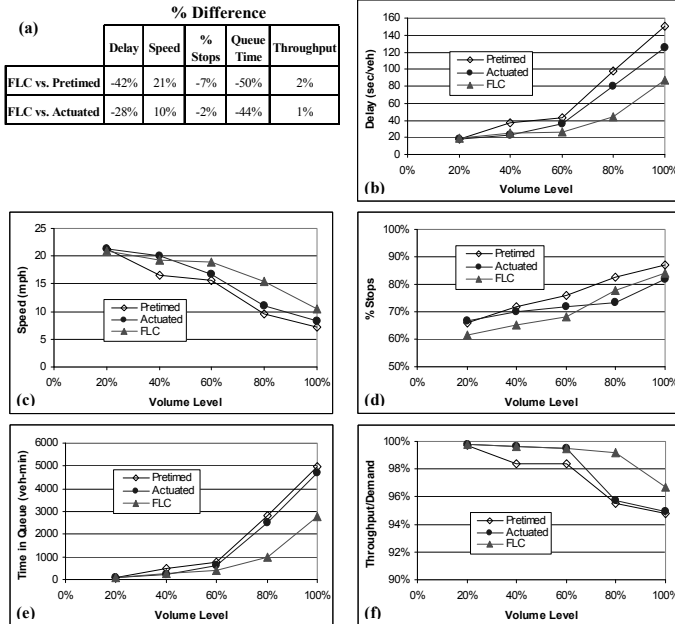 % Difference
(a)
Delay Speed % Stops Queue Time Throughput
FLC vs. Pretimed -42% 21% -7% -50% 2%
FLC vs. Actuated -28% 10% -2% -44% 1%
160
140
120
100
80
60
40
20
0
Delay (sec/veh)
Pretimed
Actuated
FLC
0% 20% 40% 60% 80% 100%
Volume Level
(b)
25
20
15
10
5
0
Speed (mph)
Pretimed
Actuated
FLC
0% 20% 40% 60% 80% 100%
(c) Volume Level
100%
90%
80%
70%
60%
50%
% Stops
Pretimed
Actuated
FLC
0% 20% 40% 60% 80% 100%
(d) Volume Level
6000
5000
4000
3000
2000
1000
0
Time in Queue (veh-min)
Pretimed
Actuated
FLC
0% 20% 40% 60% 80% 100%
(e) Volume Level
100%
98%
96%
94%
92%
90%
Throughput/Demand
Pretimed
Actuated
FLC
0% 20% 40% 60% 80% 100%
(f) Volume Level